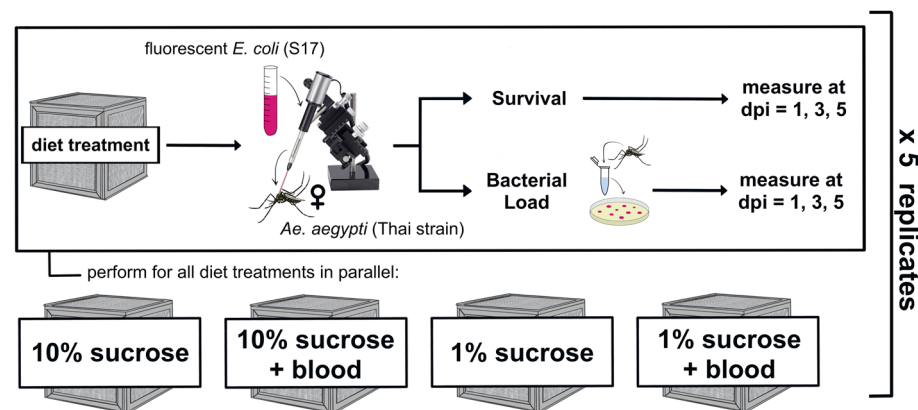 fluorescent E. coli (S17)
diet treatment
♀
Ae. aegypti (Thai strain)
Survival
measure at
dpi = 1, 3, 5
Bacterial
Load
measure at
dpi = 1, 3, 5
x 5 replicates
perform for all diet treatments in parallel:
10% sucrose
10% sucrose
+ blood
1% sucrose
1% sucrose
+ blood